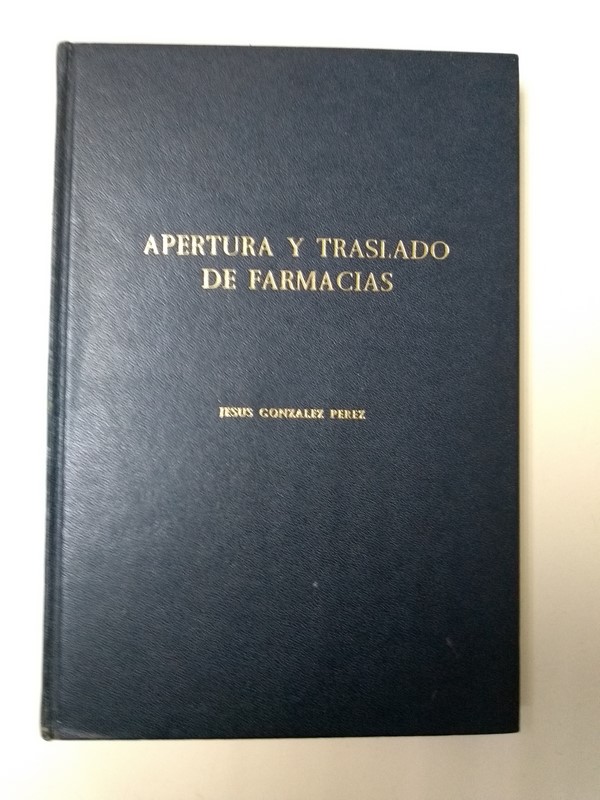 APERTURA Y TRASLADO
DE FARMACIAS
JESUS GONZALEZ PEREZ